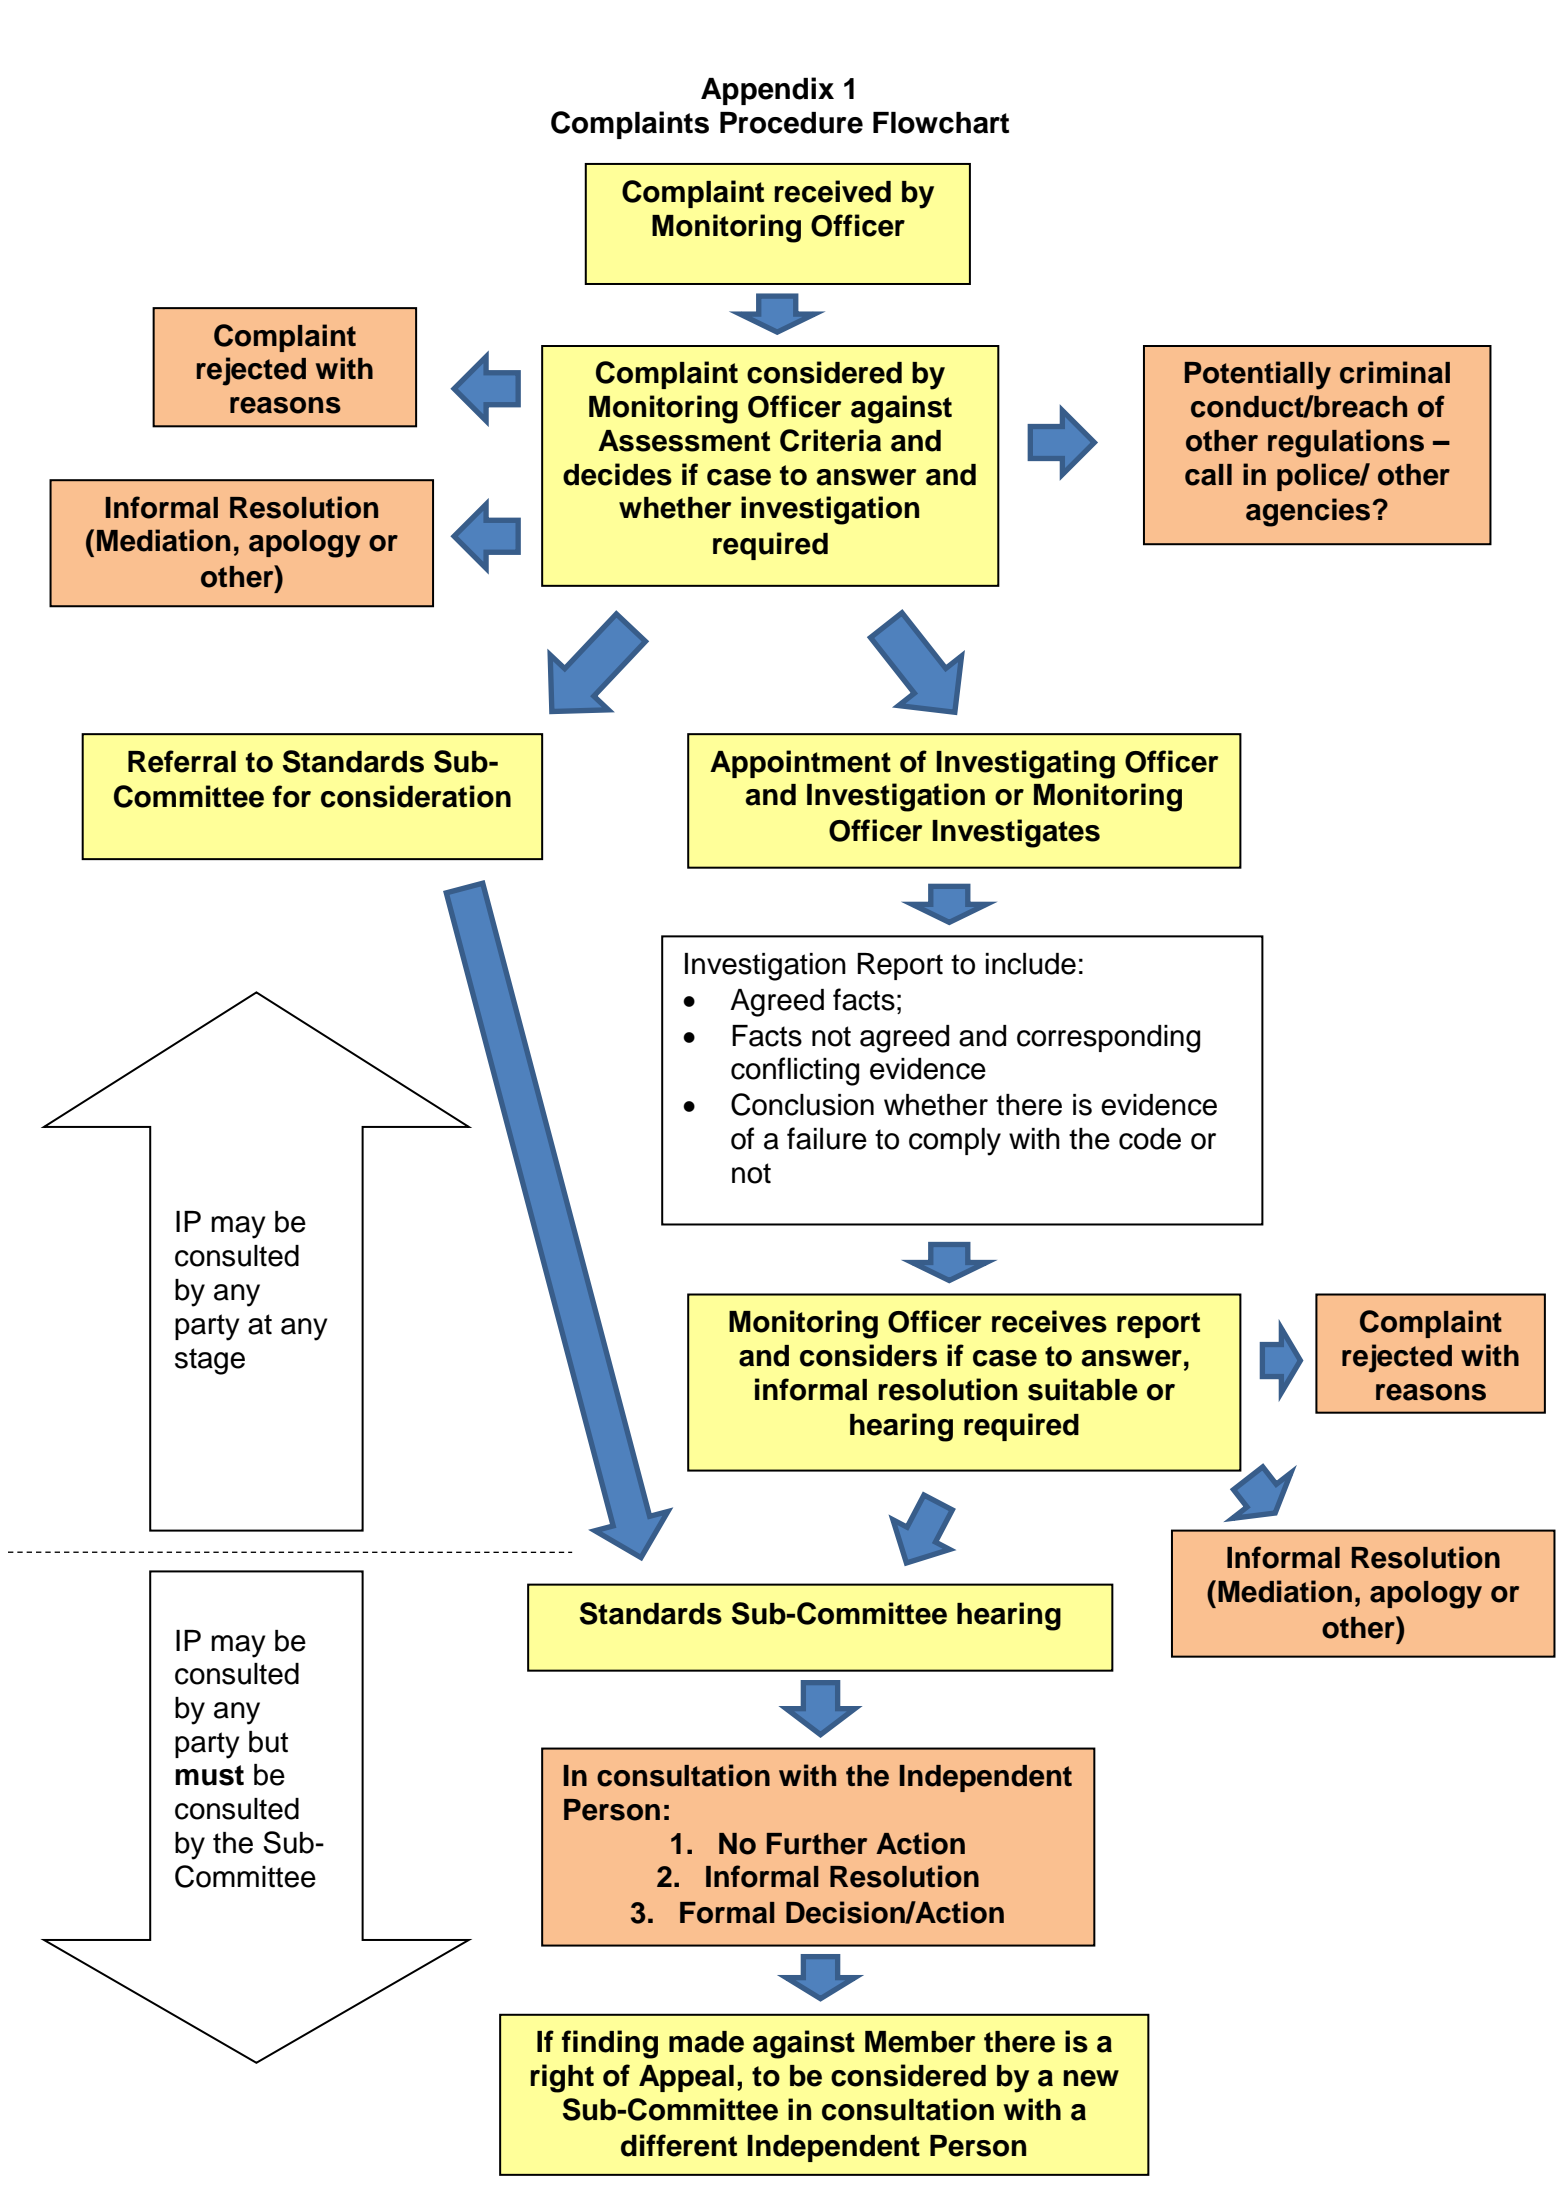 Appendix 1
Complaints Procedure Flowchart
Complaint received by
Monitoring Officer
Complaint
rejected with
reasons
Complaint considered by
Monitoring Officer against
Assessment Criteria and
decides if case to answer and
whether investigation
required
Potentially criminal
conduct/breach of
other regulations –
call in police/ other
agencies?
Informal Resolution
(Mediation, apology or
other)
Referral to Standards Sub-
Committee for consideration
Appointment of Investigating Officer
and Investigation or Monitoring
Officer Investigates
Investigation Report to include:
• Agreed facts;
• Facts not agreed and corresponding
conflicting evidence
• Conclusion whether there is evidence
of a failure to comply with the code or
not
IP may be
consulted
by any
party at any
stage
Monitoring Officer receives report
and considers if case to answer,
informal resolution suitable or
hearing required
Complaint
rejected with
reasons
Informal Resolution
(Mediation, apology or
other)
Standards Sub-Committee hearing
IP may be
consulted
by any
party but
must be
consulted
by the Sub-
Committee
In consultation with the Independent
Person:
1. No Further Action
2. Informal Resolution
3. Formal Decision/Action
If finding made against Member there is a
right of Appeal, to be considered by a new
Sub-Committee in consultation with a
different Independent Person